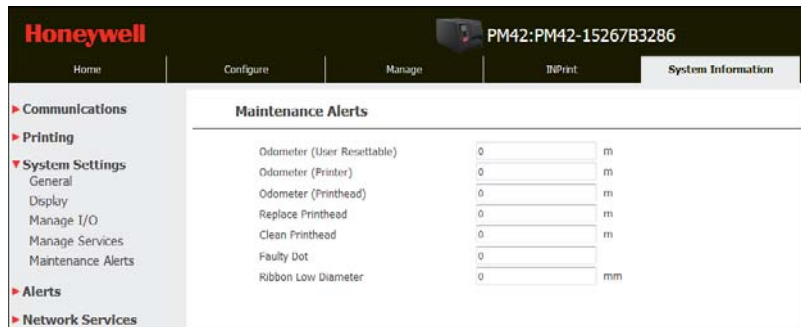 Honeywell
PM42:PM42-15267B3286
Home Configure Manage INPrint System Information
Communications
Printing
System Settings
General
Display
Manage I/O
Manage Services
Maintenance Alerts
Alerts
Network Services
Maintenance Alerts
Odometer (User Resettable) 0 m
Odometer (Printer) 0 m
Odometer (Printhead) 0 m
Replace Printhead 0 m
Clean Printhead 0 m
Faulty Dot 0
Ribbon Low Diameter 0 mm